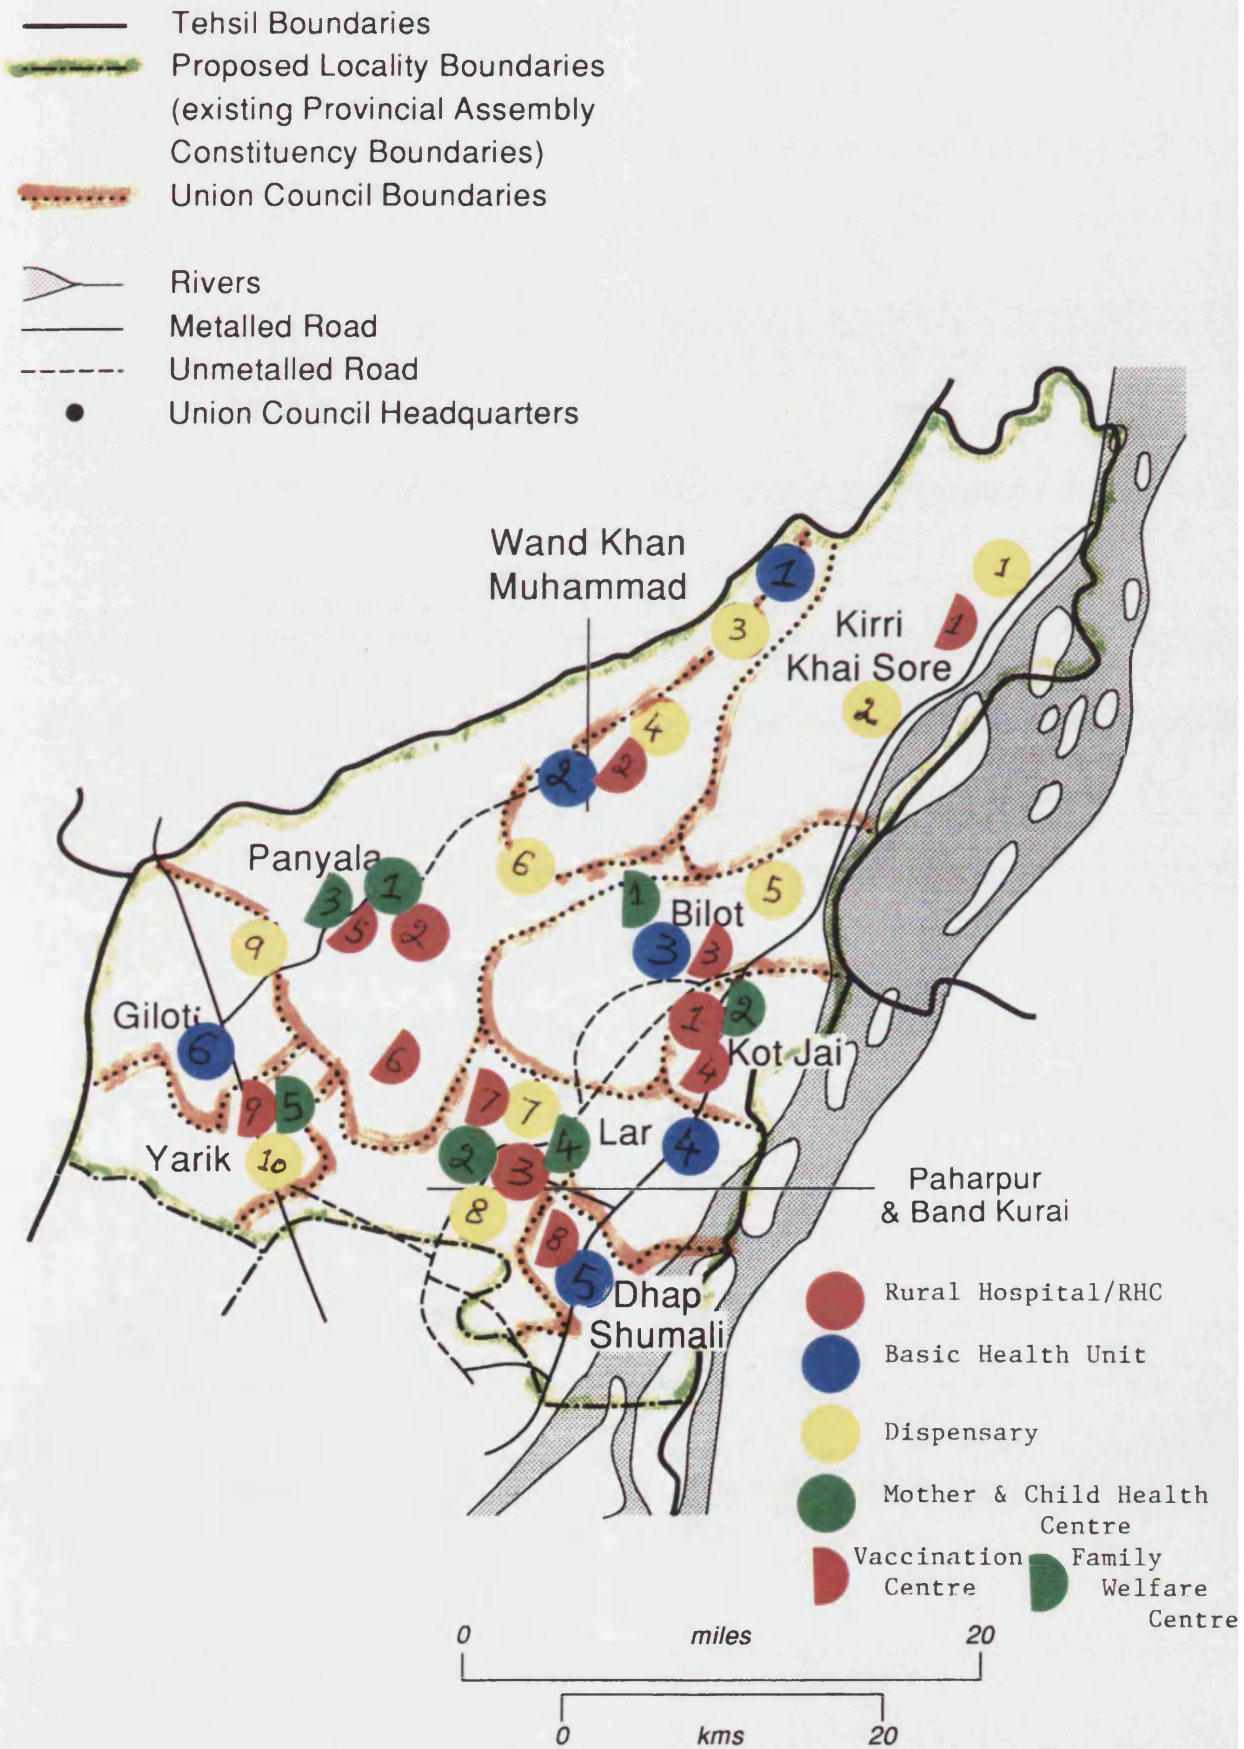 Tehsil Boundaries
Proposed Locality Boundaries
(existing Provincial Assembly
Constituency Boundaries)
Union Council Boundaries
Rivers
Metalled Road
Unmetalled Road
Union Council Headquarters
Wand Khan
Muhammad
1
1
3
Kirri
1
Khai Sore
2
4
2
2
Panyala
6
1
3
1
5
Bilot
5
2
9
3
3
Giloti
1
2
6
6
Kot Jai
4
9
5
7
7
Lar
4
4
Yarik
10
2
3
Paharpur
& Band Kurai
8
8
5
Dhap
Shumali
Rural Hospital/RHC
Basic Health Unit
Dispensary
Mother & Child Health
Centre
Vaccination
Centre
Family
Welfare
Centre
0 miles 20
0 kms 20